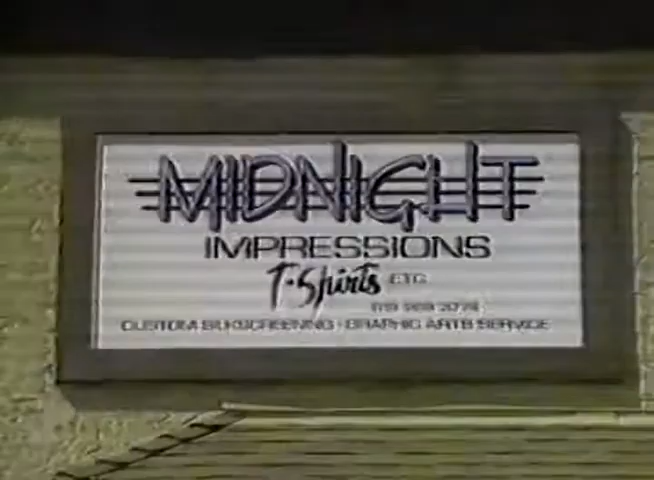 MIDNIGHT
IMPRESSIONS
T-Shirts ETC
CUSTOM SILKSCREENING · GRAPHIC ARTS SERVICE